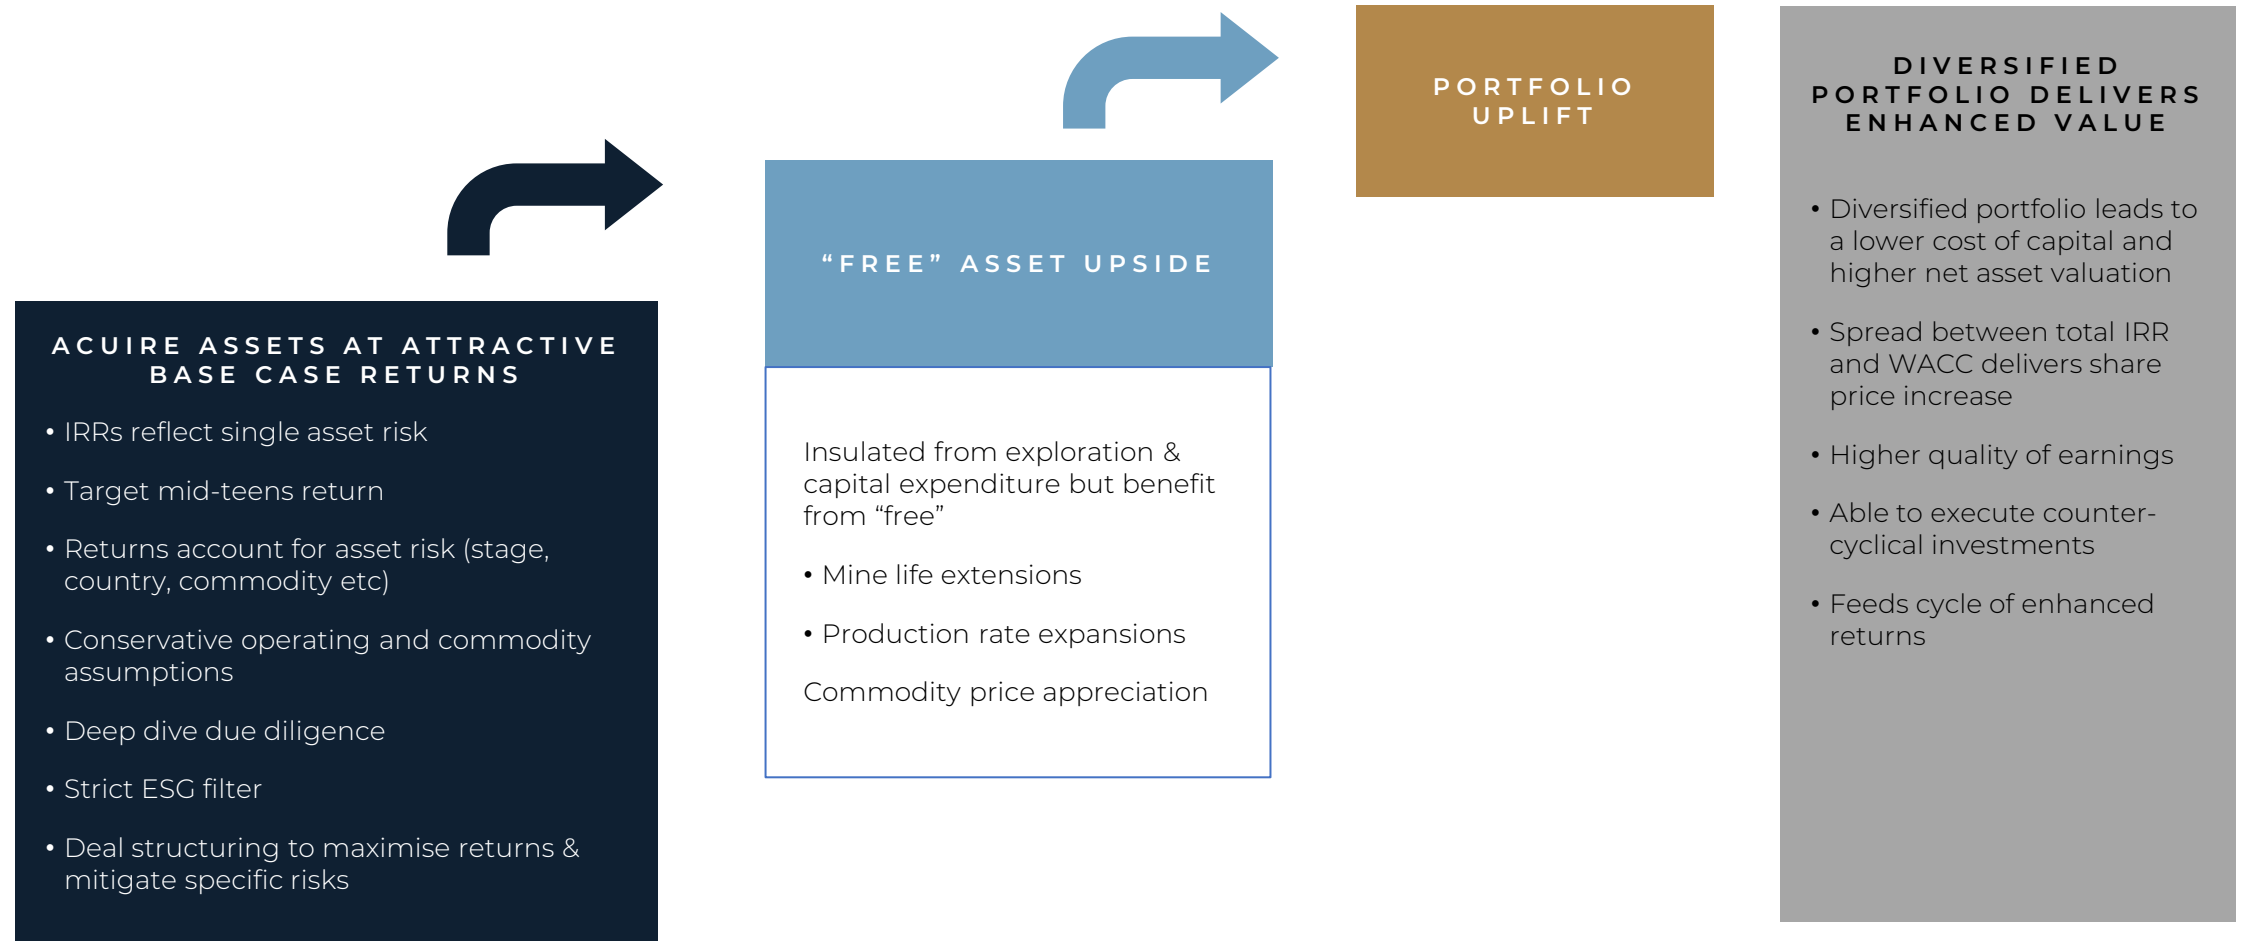 ACUIRE ASSETS AT ATTRACTIVE
BASE CASE RETURNS
• IRRs reflect single asset risk
• Target mid-teens return
• Returns account for asset risk (stage,
country, commodity etc)
• Conservative operating and commodity
assumptions
• Deep dive due diligence
• Strict ESG filter
• Deal structuring to maximise returns &
mitigate specific risks
“FREE” ASSET UPSIDE
Insulated from exploration &
capital expenditure but benefit
from “free”
• Mine life extensions
• Production rate expansions
Commodity price appreciation
PORTFOLIO
UPLIFT
DIVERSIFIED
PORTFOLIO DELIVERS
ENHANCED VALUE
• Diversified portfolio leads to
a lower cost of capital and
higher net asset valuation
• Spread between total IRR
and WACC delivers share
price increase
• Higher quality of earnings
• Able to execute counter-
cyclical investments
• Feeds cycle of enhanced
returns